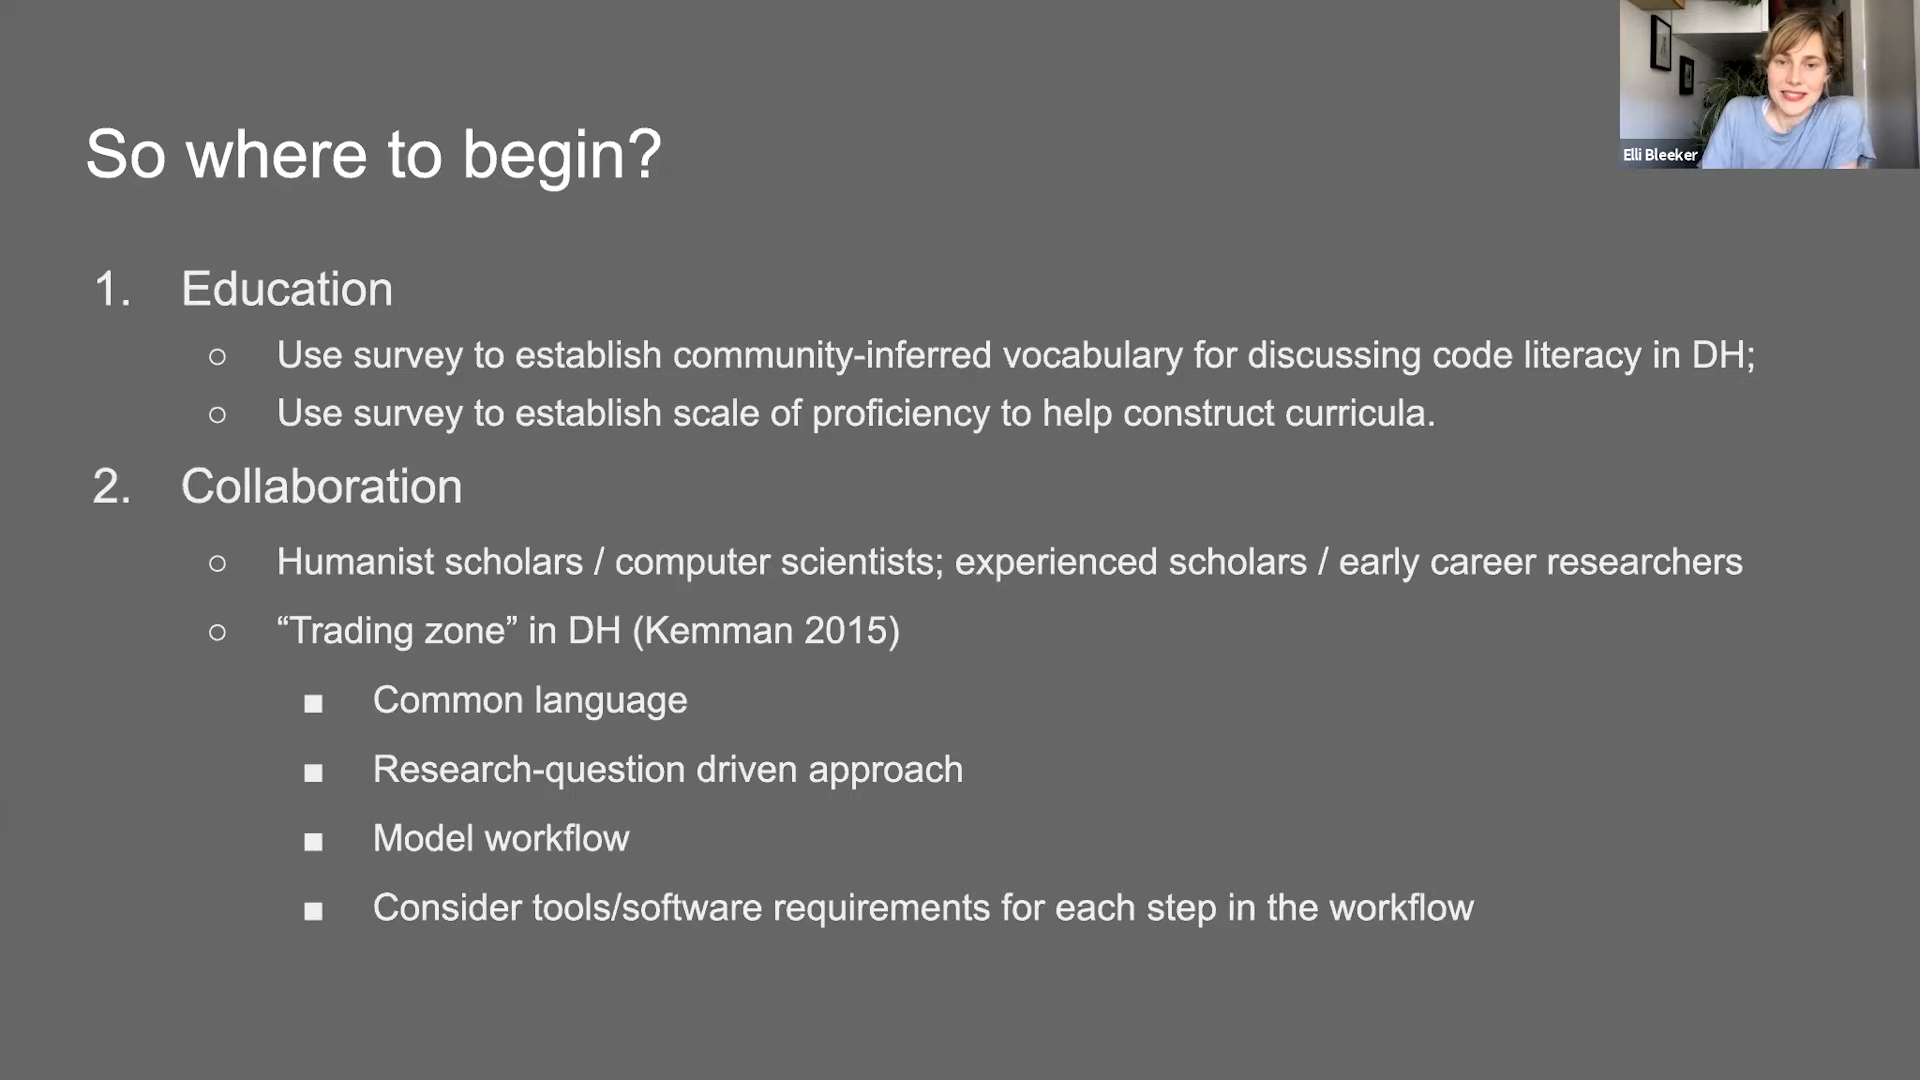 Elli Bleeker
So where to begin?
1. Education
○ Use survey to establish community-inferred vocabulary for discussing code literacy in DH;
○ Use survey to establish scale of proficiency to help construct curricula.
2. Collaboration
○ Humanist scholars / computer scientists; experienced scholars / early career researchers
○ “Trading zone” in DH (Kemman 2015)
■ Common language
■ Research-question driven approach
■ Model workflow
■ Consider tools/software requirements for each step in the workflow